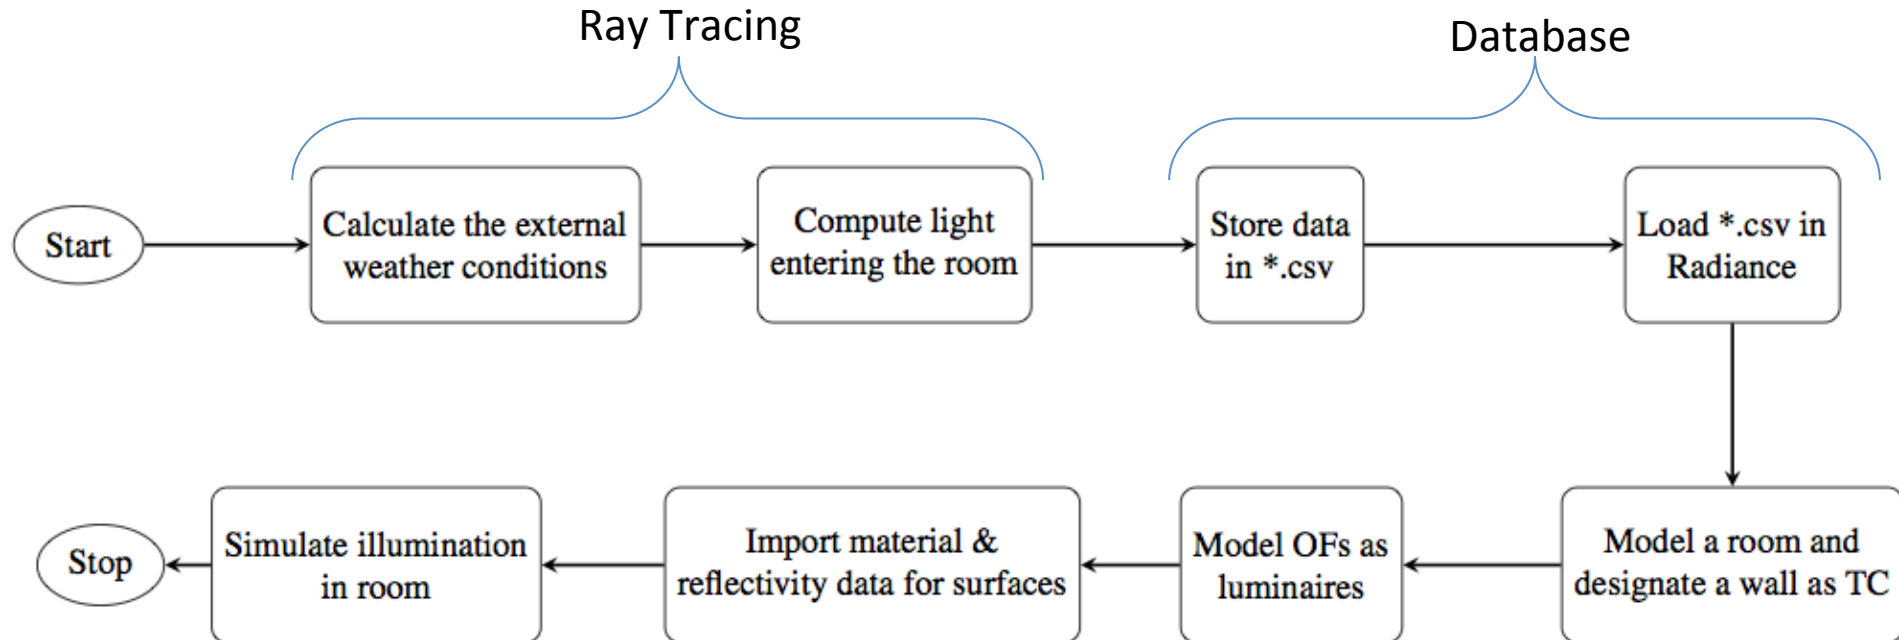 Ray Tracing
Database
Start
Calculate the external
weather conditions
Compute light
entering the room
Store data
in *.csv
Load *.csv in
Radiance
Model a room and
designate a wall as TC
Model OFs as
luminaires
Import material &
reflectivity data for surfaces
Simulate illumination
in room
Stop